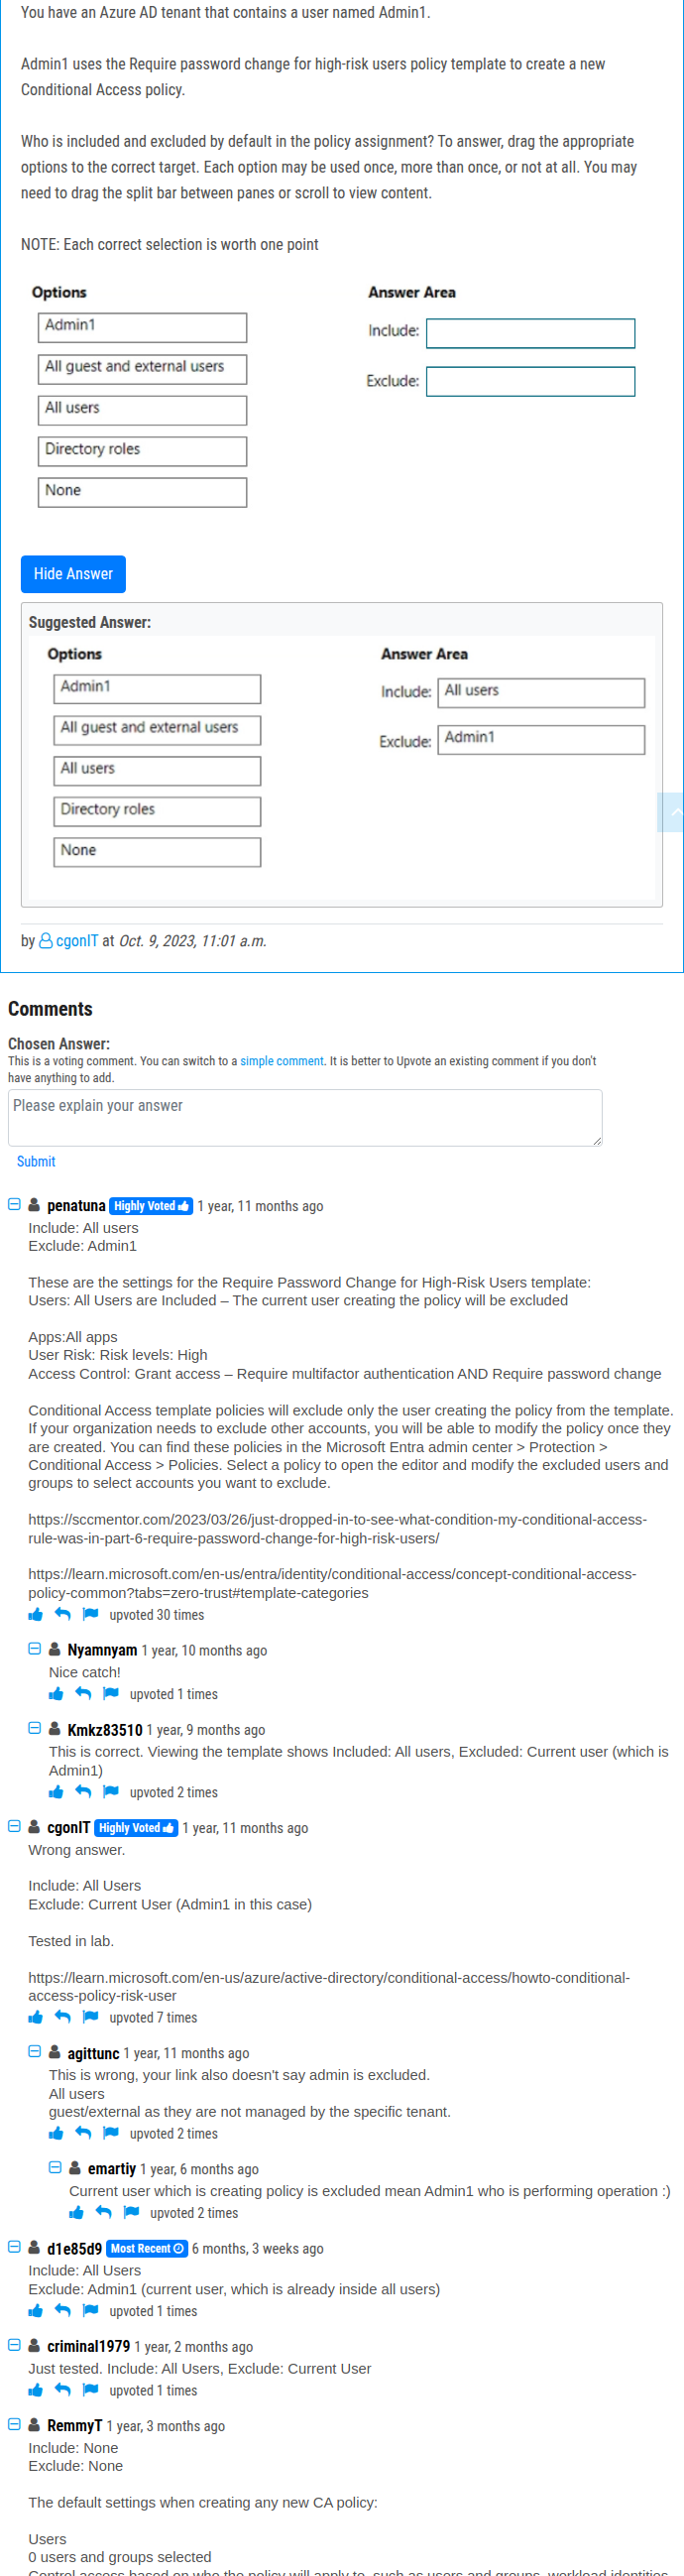 You have an Azure AD tenant that contains a user named Admin1.
Admin1 uses the Require password change for high-risk users policy template to create a new
Conditional Access policy.
Who is included and excluded by default in the policy assignment? To answer, drag the appropriate
options to the correct target. Each option may be used once, more than once, or not at all. You may
need to drag the split bar between panes or scroll to view content.
NOTE: Each correct selection is worth one point
Options
Admin1
All guest and external users
All users
Directory roles
None
Answer Area
Include:
Exclude:
Hide Answer
Suggested Answer:
Options
Admin1
All guest and external users
All users
Directory roles
None
Answer Area
Include: All users
Exclude: Admin1
by cgonIT at Oct. 9, 2023, 11:01 a.m.
Comments
Chosen Answer:
This is a voting comment. You can switch to a simple comment. It is better to Upvote an existing comment if you don't
have anything to add.
Please explain your answer
Submit
penatuna Highly Voted 1 year, 11 months ago
Include: All users
Exclude: Admin1
These are the settings for the Require Password Change for High-Risk Users template:
Users: All Users are Included – The current user creating the policy will be excluded
Apps:All apps
User Risk: Risk levels: High
Access Control: Grant access – Require multifactor authentication AND Require password change
Conditional Access template policies will exclude only the user creating the policy from the template.
If your organization needs to exclude other accounts, you will be able to modify the policy once they
are created. You can find these policies in the Microsoft Entra admin center > Protection >
Conditional Access > Policies. Select a policy to open the editor and modify the excluded users and
groups to select accounts you want to exclude.
https://sccmentor.com/2023/03/26/just-dropped-in-to-see-what-condition-my-conditional-access-
rule-was-in-part-6-require-password-change-for-high-risk-users/
https://learn.microsoft.com/en-us/entra/identity/conditional-access/concept-conditional-access-
policy-common?tabs=zero-trust#template-categories
upvoted 30 times
Nyamnyam 1 year, 10 months ago
Nice catch!
upvoted 1 times
Kmkz83510 1 year, 9 months ago
This is correct. Viewing the template shows Included: All users, Excluded: Current user (which is
Admin1)
upvoted 2 times
cgonIT Highly Voted 1 year, 11 months ago
Wrong answer.
Include: All Users
Exclude: Current User (Admin1 in this case)
Tested in lab.
https://learn.microsoft.com/en-us/azure/active-directory/conditional-access/howto-conditional-
access-policy-risk-user
upvoted 7 times
agittunc 1 year, 11 months ago
This is wrong, your link also doesn't say admin is excluded.
All users
guest/external as they are not managed by the specific tenant.
upvoted 2 times
emartiy 1 year, 6 months ago
Current user which is creating policy is excluded mean Admin1 who is performing operation :)
upvoted 2 times
d1e85d9 Most Recent 6 months, 3 weeks ago
Include: All Users
Exclude: Admin1 (current user, which is already inside all users)
upvoted 1 times
criminal1979 1 year, 2 months ago
Just tested. Include: All Users, Exclude: Current User
upvoted 1 times
RemmyT 1 year, 3 months ago
Include: None
Exclude: None
The default settings when creating any new CA policy:
Users
0 users and groups selected
Control access based on who the policy will apply to, such as users and groups, workload identities,